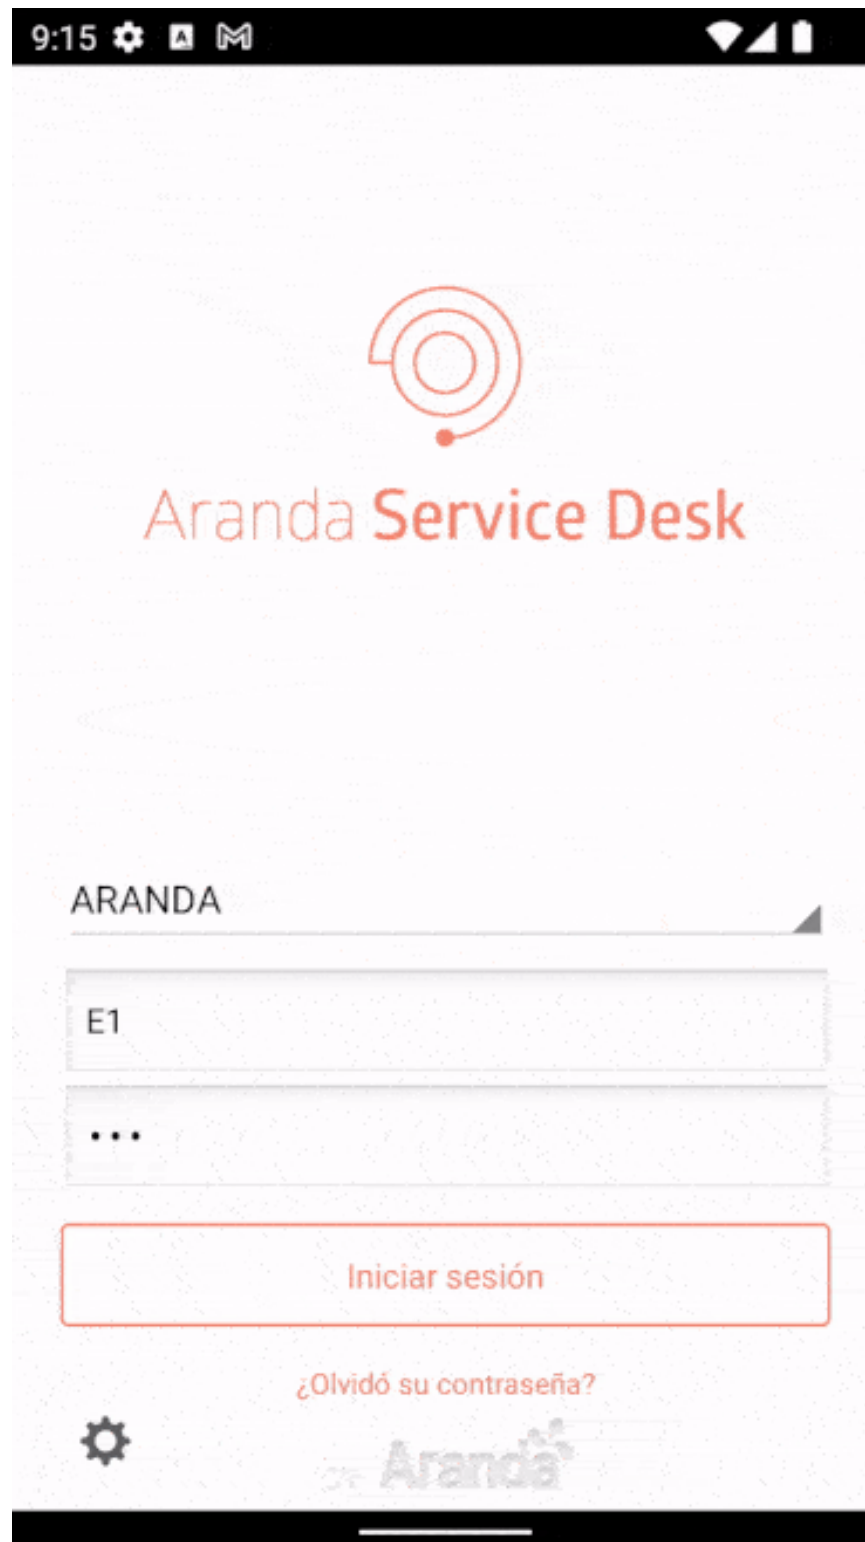 9:15
Aranda Service Desk
ARANDA
E1
•••
Iniciar sesión
¿Olvidó su contraseña?
Aranda